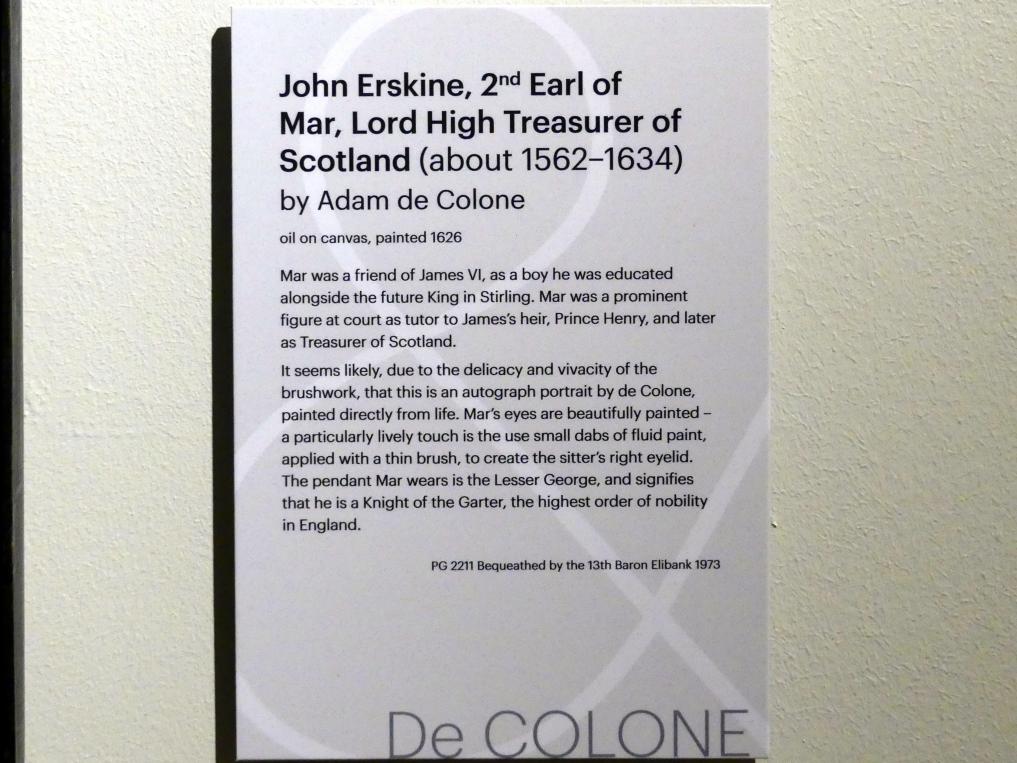 John Erskine, 2nd Earl of
Mar, Lord High Treasurer of
Scotland (about 1562–1634)
by Adam de Colone
oil on canvas, painted 1626
Mar was a friend of James VI, as a boy he was educated
alongside the future King in Stirling. Mar was a prominent
figure at court as tutor to James's heir, Prince Henry, and later
as Treasurer of Scotland.
It seems likely, due to the delicacy and vivacity of the
brushwork, that this is an autograph portrait by de Colone,
painted directly from life. Mar's eyes are beautifully painted –
a particularly lively touch is the use small dabs of fluid paint,
applied with a thin brush, to create the sitter's right eyelid.
The pendant Mar wears is the Lesser George, and signifies
that he is a Knight of the Garter, the highest order of nobility
in England.
PG 2211 Bequeathed by the 13th Baron Elibank 1973
De COLONE